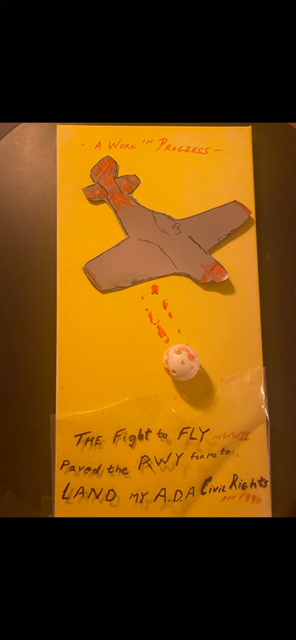 - A Work in Progress -
The Fight to FLY in WWII
Paved the RWY for me to
LAND MY A.D.A Civil Rights
in 1990